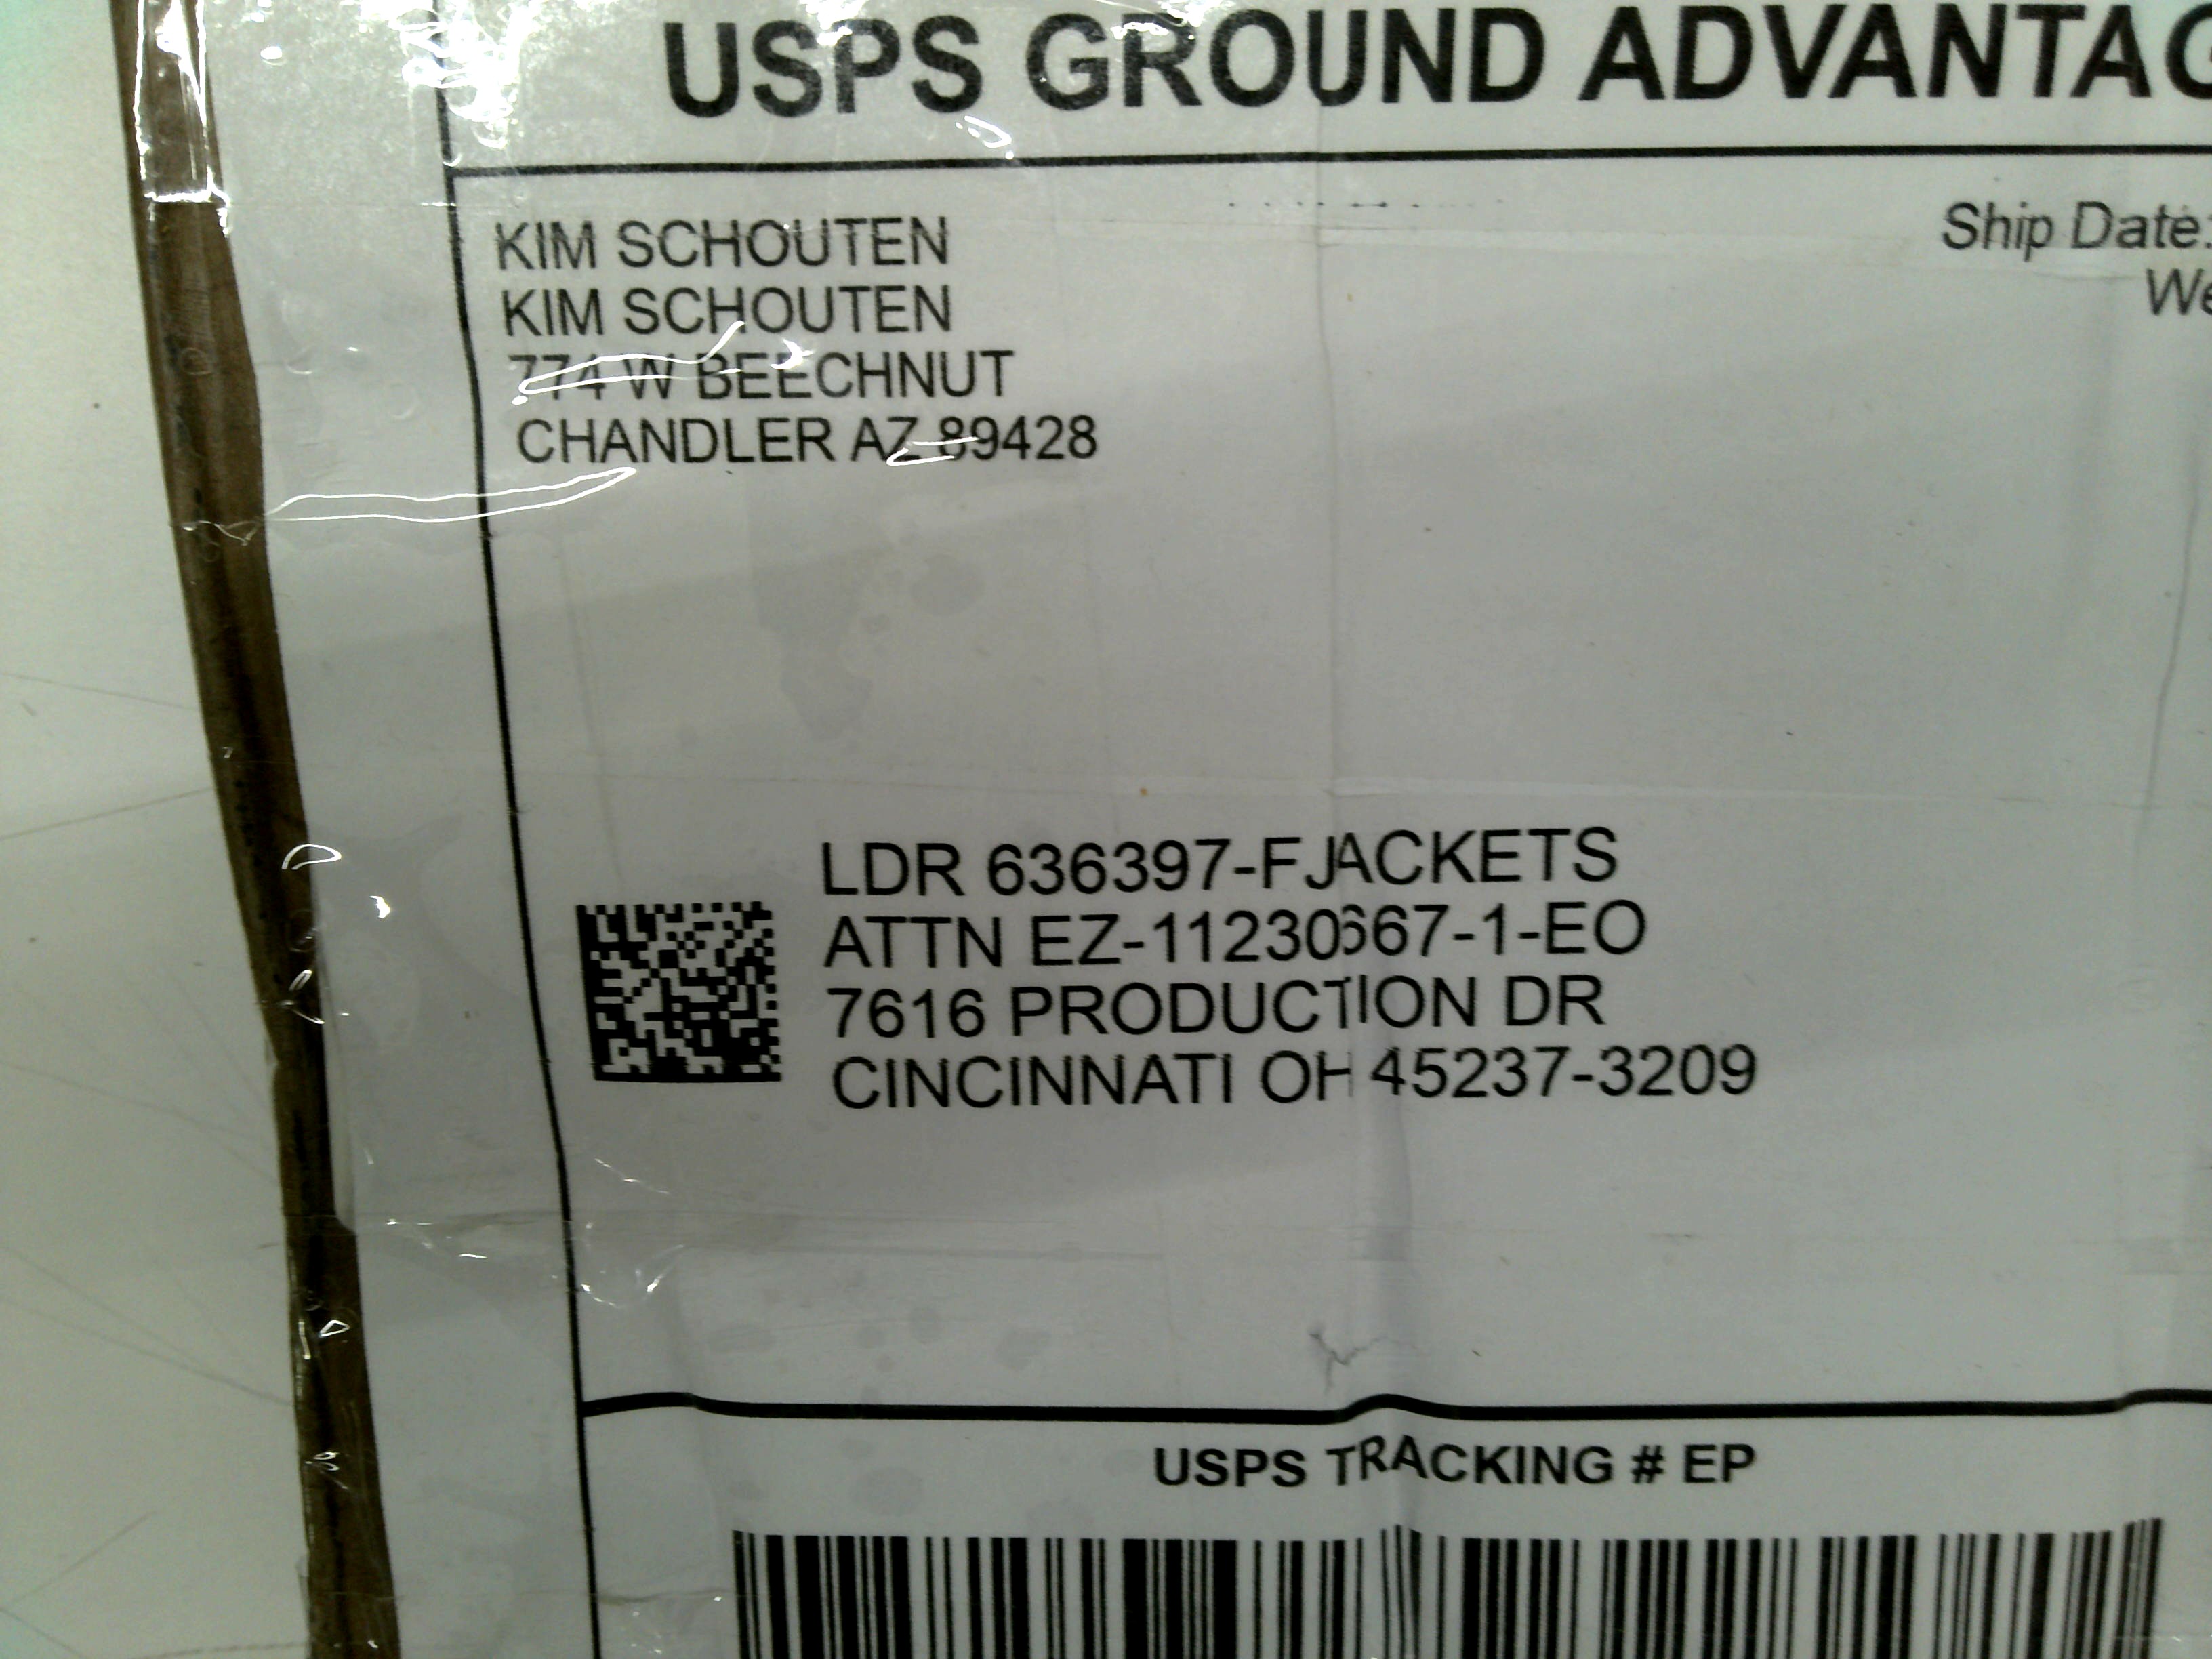 USPS GROUND ADVANTAG
KIM SCHOUTEN
KIM SCHOUTEN
774 W BEECHNUT
CHANDLER AZ 89428
Ship Date:
We
LDR 636397-FJACKETS
ATTN EZ-11230667-1-EO
7616 PRODUCTION DR
CINCINNATI OH 45237-3209
USPS TRACKING # EP